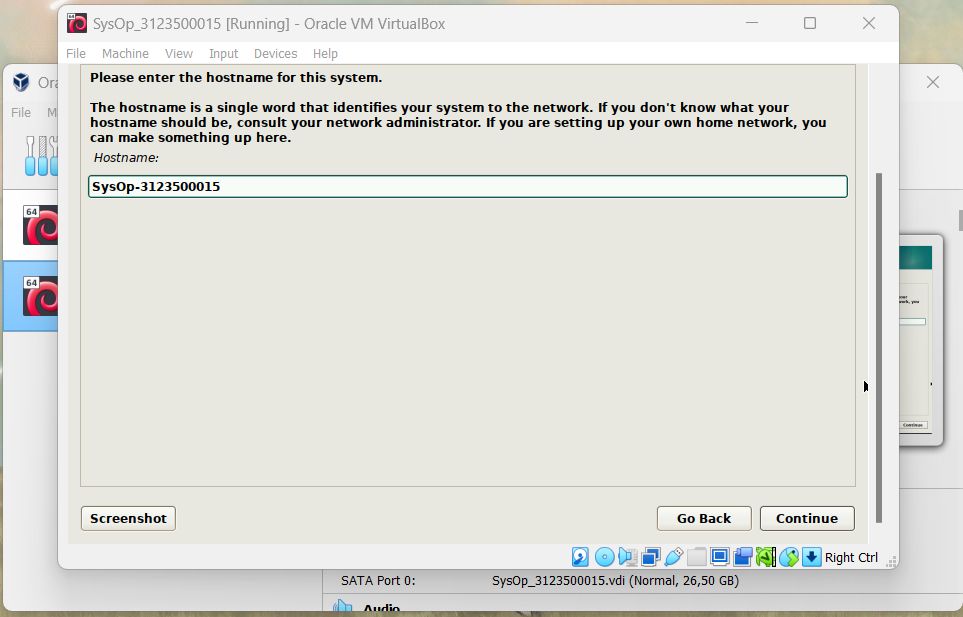 SysOp_3123500015 [Running] - Oracle VM VirtualBox
File Machine View Input Devices Help
Ora
File M
Please enter the hostname for this system.
The hostname is a single word that identifies your system to the network. If you don't know what your
hostname should be, consult your network administrator. If you are setting up your own home network, you
can make something up here.
Hostname:
SysOp-3123500015
64
64
Continue
Screenshot Go Back Continue
Right Ctrl
SATA Port 0: SysOp_3123500015.vdi (Normal, 26,50 GB)
Audio